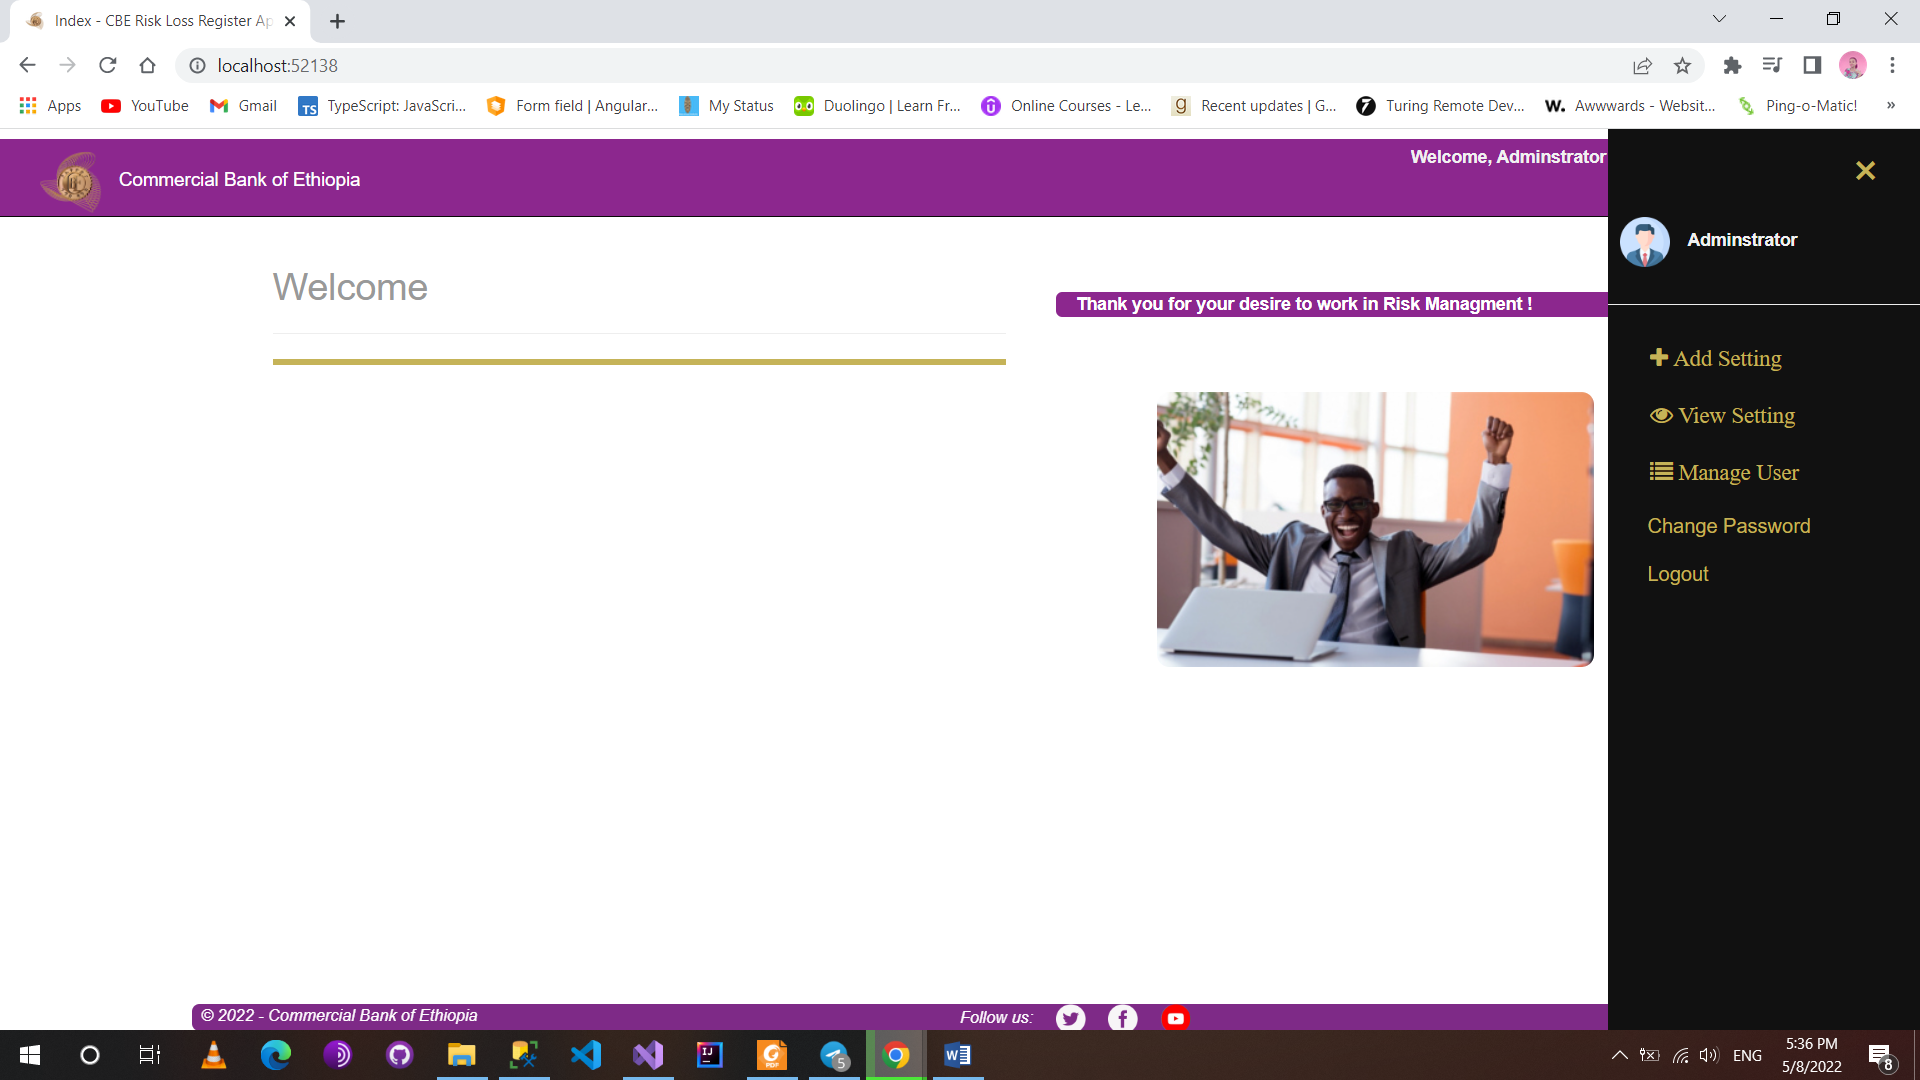 Index - CBE Risk Loss Register Ap
localhost:52138
Apps
YouTube
Gmail
TypeScript: JavaScri...
Form field | Angular...
My Status
Duolingo | Learn Fr...
Online Courses - Le...
Recent updates | G...
Turing Remote Dev...
Awwwards - Websit...
Ping-o-Matic!
»
Commercial Bank of Ethiopia
Welcome, Adminstrator
Adminstrator
Welcome
Thank you for your desire to work in Risk Managment !
Add Setting
View Setting
Manage User
Change Password
Logout
© 2022 - Commercial Bank of Ethiopia
Follow us:
ENG
5:36 PM
5/8/2022
8
5